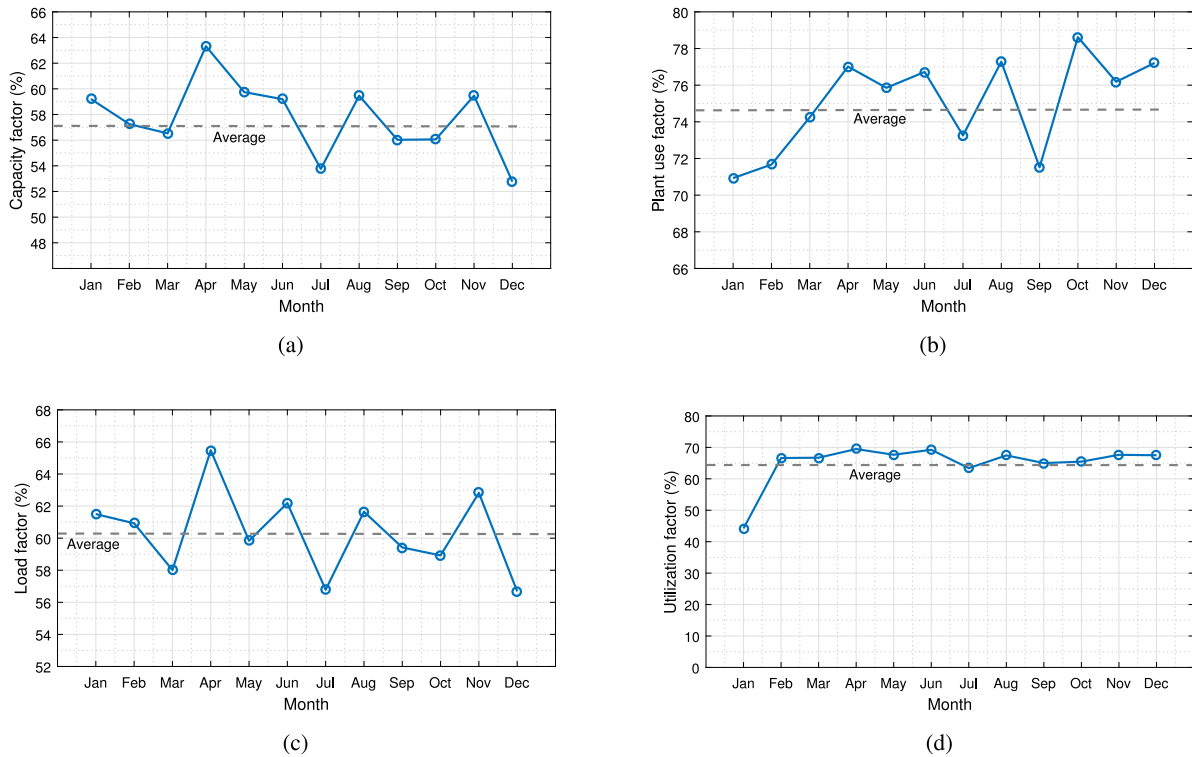 64
62
60
58
56
54
52
50
48
Capacity factor (%)
Average
Jan Feb Mar Apr May Jun Jul Aug Sep Oct Nov Dec
Month
(a)
80
78
76
74
72
70
68
66
Plant use factor (%)
Average
Jan Feb Mar Apr May Jun Jul Aug Sep Oct Nov Dec
Month
(b)
68
66
64
62
60
58
56
54
52
Load factor (%)
Average
Jan Feb Mar Apr May Jun Jul Aug Sep Oct Nov Dec
Month
(c)
80
70
60
50
40
30
20
10
0
Utilization factor (%)
Average
Jan Feb Mar Apr May Jun Jul Aug Sep Oct Nov Dec
Month
(d)